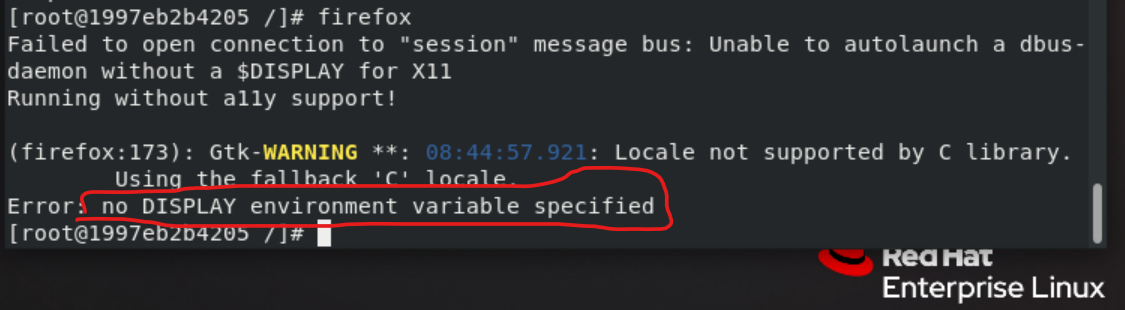 [root@1997eb2b4205 /]# firefox
Failed to open connection to "session" message bus: Unable to autolaunch a dbus-
daemon without a $DISPLAY for X11
Running without a11y support!
(firefox:173): Gtk-WARNING **: 08:44:57.921: Locale not supported by C library.
Using the fallback 'C' locale.
Error: no DISPLAY environment variable specified
[root@1997eb2b4205 /]#
Red Hat
Enterprise Linux